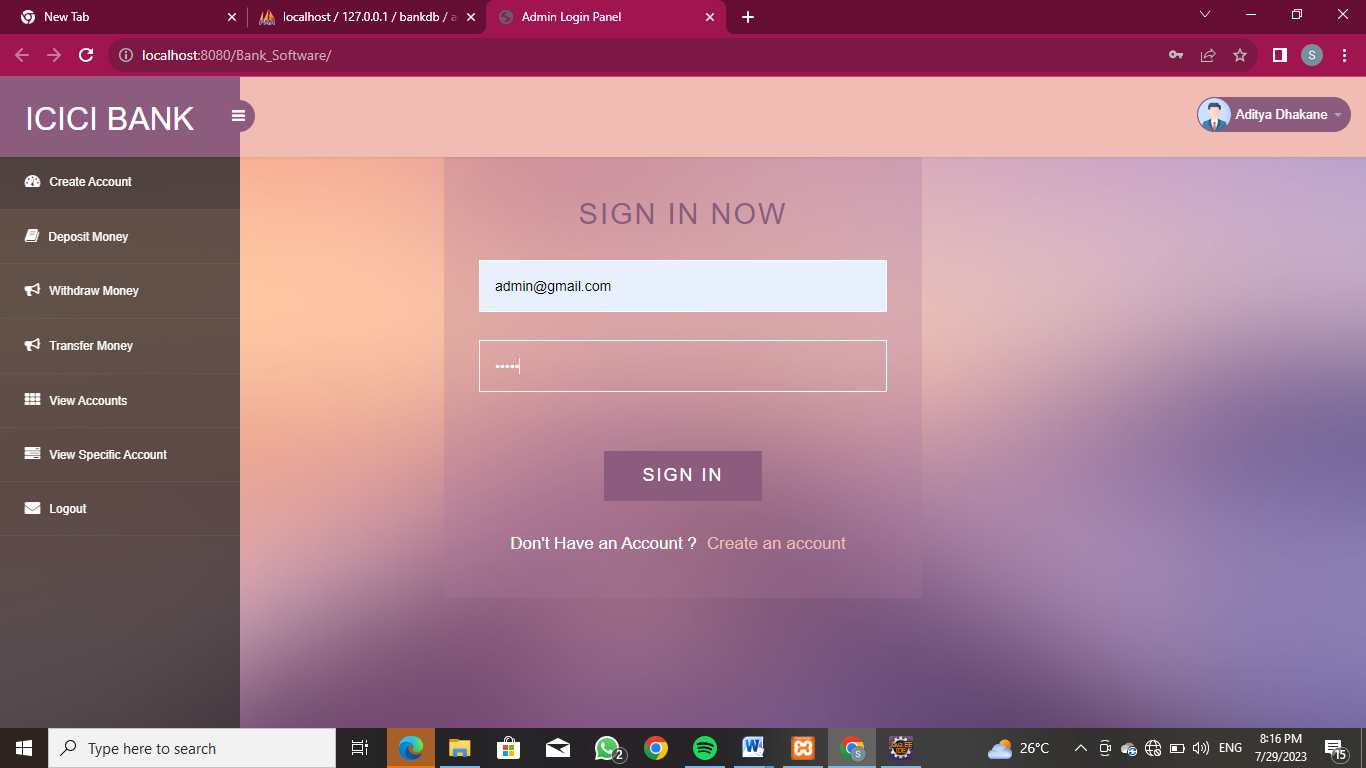 New Tab
localhost / 127.0.0.1 / bankdb / a
Admin Login Panel
localhost:8080/Bank_Software/
S
ICICI BANK
Aditya Dhakane
Create Account
Deposit Money
Withdraw Money
Transfer Money
View Accounts
View Specific Account
Logout
SIGN IN NOW
admin@gmail.com
•••••
SIGN IN
Don't Have an Account ? Create an account
Type here to search
2
W
S
26°C
ENG
8:16 PM
7/29/2023
15